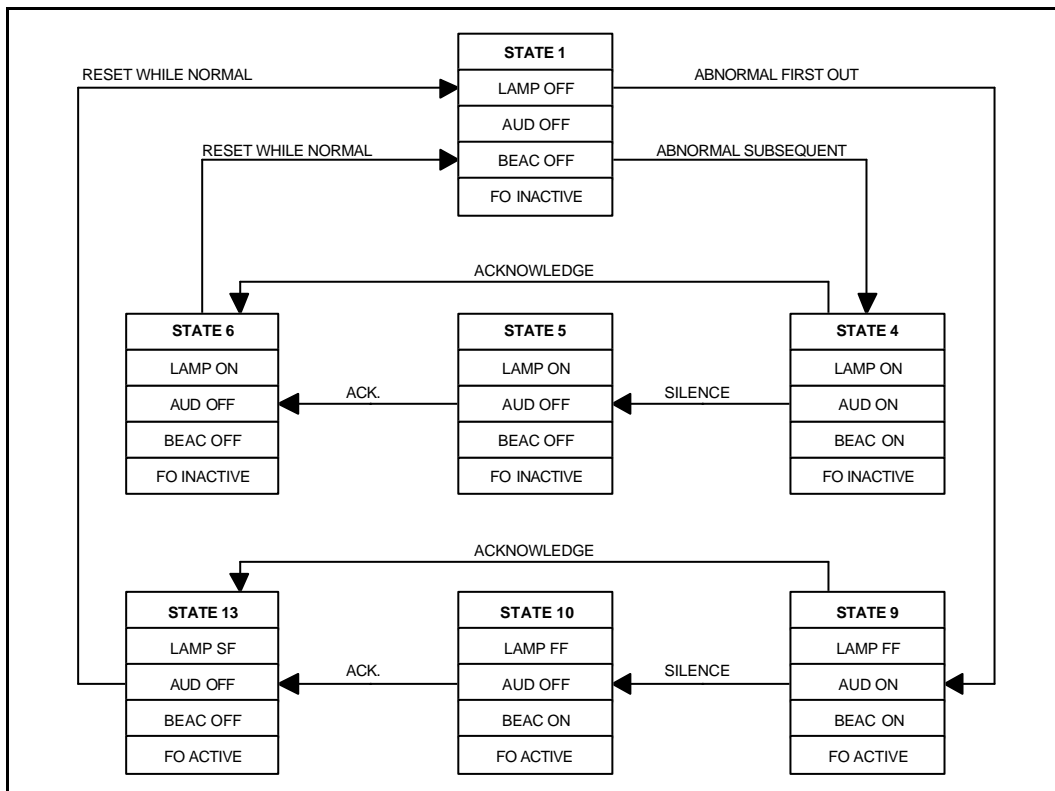 STATE 1
RESET WHILE NORMAL
ABNORMAL FIRST OUT
LAMP OFF
AUD OFF
RESET WHILE NORMAL
BEAC OFF
ABNORMAL SUBSEQUENT
FO INACTIVE
ACKNOWLEDGE
STATE 6
LAMP ON
AUD OFF
BEAC OFF
FO INACTIVE
ACK.
STATE 5
LAMP ON
AUD OFF
BEAC OFF
FO INACTIVE
SILENCE
STATE 4
LAMP ON
AUD ON
BEAC ON
FO INACTIVE
ACKNOWLEDGE
STATE 13
LAMP SF
AUD OFF
BEAC OFF
FO ACTIVE
ACK.
STATE 10
LAMP FF
AUD OFF
BEAC ON
FO ACTIVE
SILENCE
STATE 9
LAMP FF
AUD ON
BEAC ON
FO ACTIVE